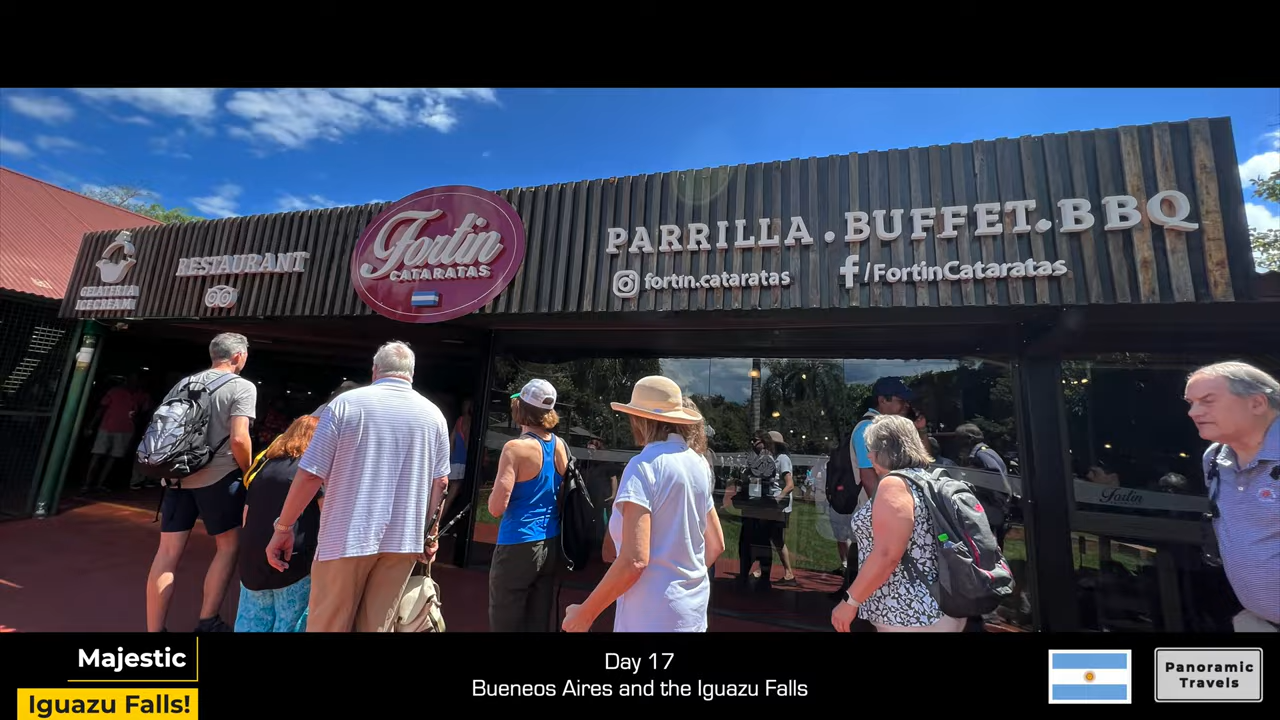 GELATERIA
ICE CREAM
RESTAURANT
Fortin
CATARATAS
PARRILLA.BUFFET.BBQ
fortin.cataratas
f/FortinCataratas
Fortin
Majestic
Iguazu Falls!
Day 17
Bueneos Aires and the Iguazu Falls
Panoramic
Travels